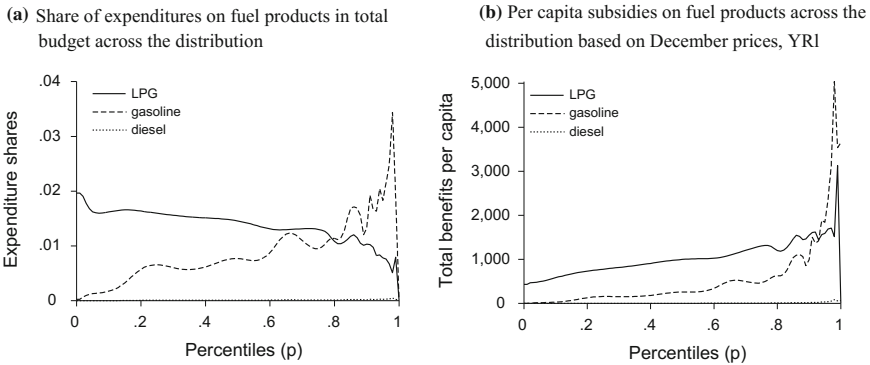 (a) Share of expenditures on fuel products in total
budget across the distribution
.04
.03
.02
.01
0
Expenditure shares
LPG
gasoline
diesel
0 .2 .4 .6 .8 1
Percentiles (p)
(b) Per capita subsidies on fuel products across the
distribution based on December prices, YRl
5,000
4,000
3,000
2,000
1,000
0
Total benefits per capita
LPG
gasoline
diesel
0 .2 .4 .6 .8 1
Percentiles (p)